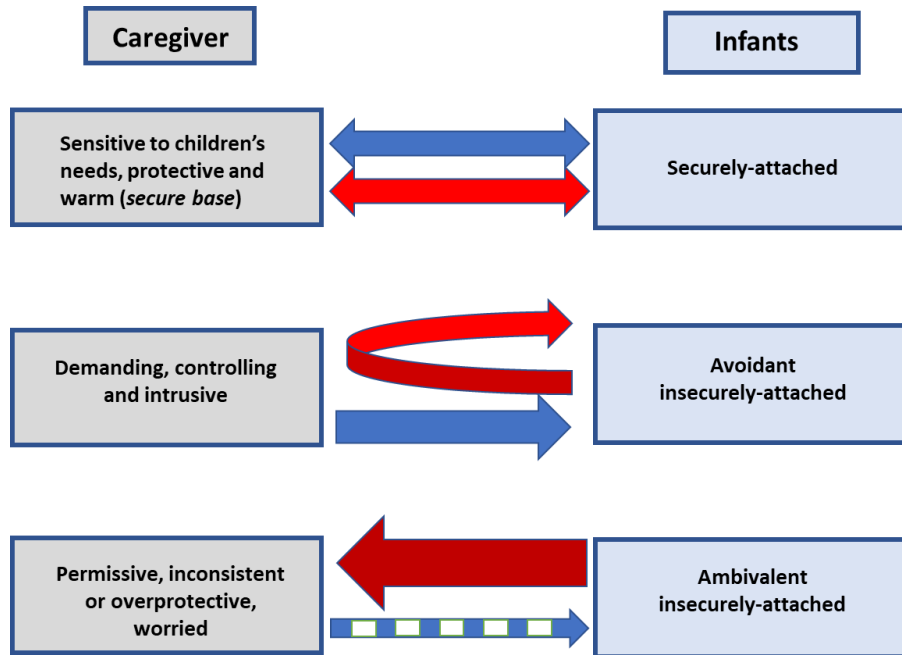 Caregiver
Infants
Sensitive to children's
needs, protective and
warm (secure base)
Securely-attached
Demanding, controlling
and intrusive
Avoidant
insecurely-attached
Permissive, inconsistent
or overprotective,
worried
Ambivalent
insecurely-attached